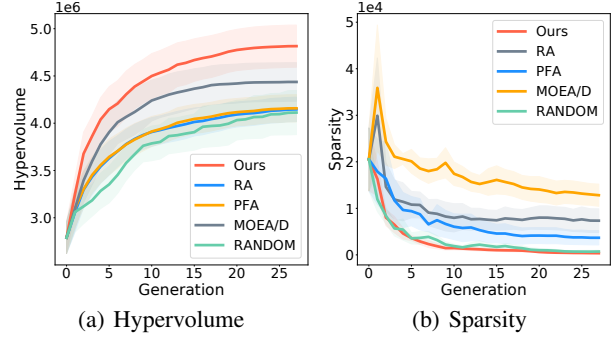 1e6
5.0
4.5
4.0
3.5
3.0
Hypervolume
Ours
RA
PFA
MOEA/D
RANDOM
0
5
10
15
20
25
Generation
(a) Hypervolume
1e4
5
4
3
2
1
0
Sparsity
Ours
RA
PFA
MOEA/D
RANDOM
0
5
10
15
20
25
Generation
(b) Sparsity